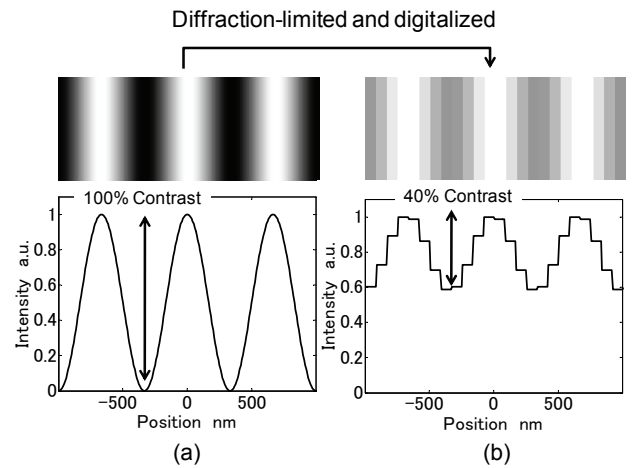 Diffraction-limited and digitalized
100% Contrast
1
0.8
0.6
0.4
0.2
0
Intensity a.u.
−500 0 500
Position nm
(a)
40% Contrast
1
0.8
0.6
0.4
0.2
0
Intensity a.u.
−500 0 500
Position nm
(b)